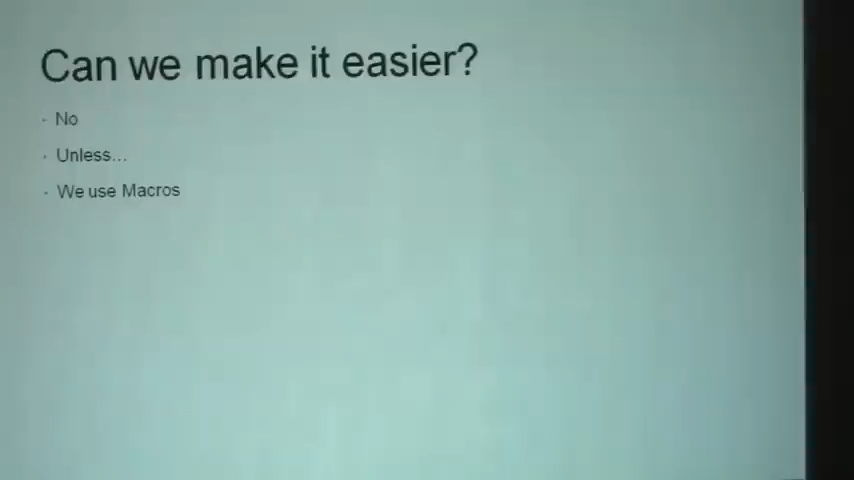 Can we make it easier?
· No
· Unless...
· We use Macros